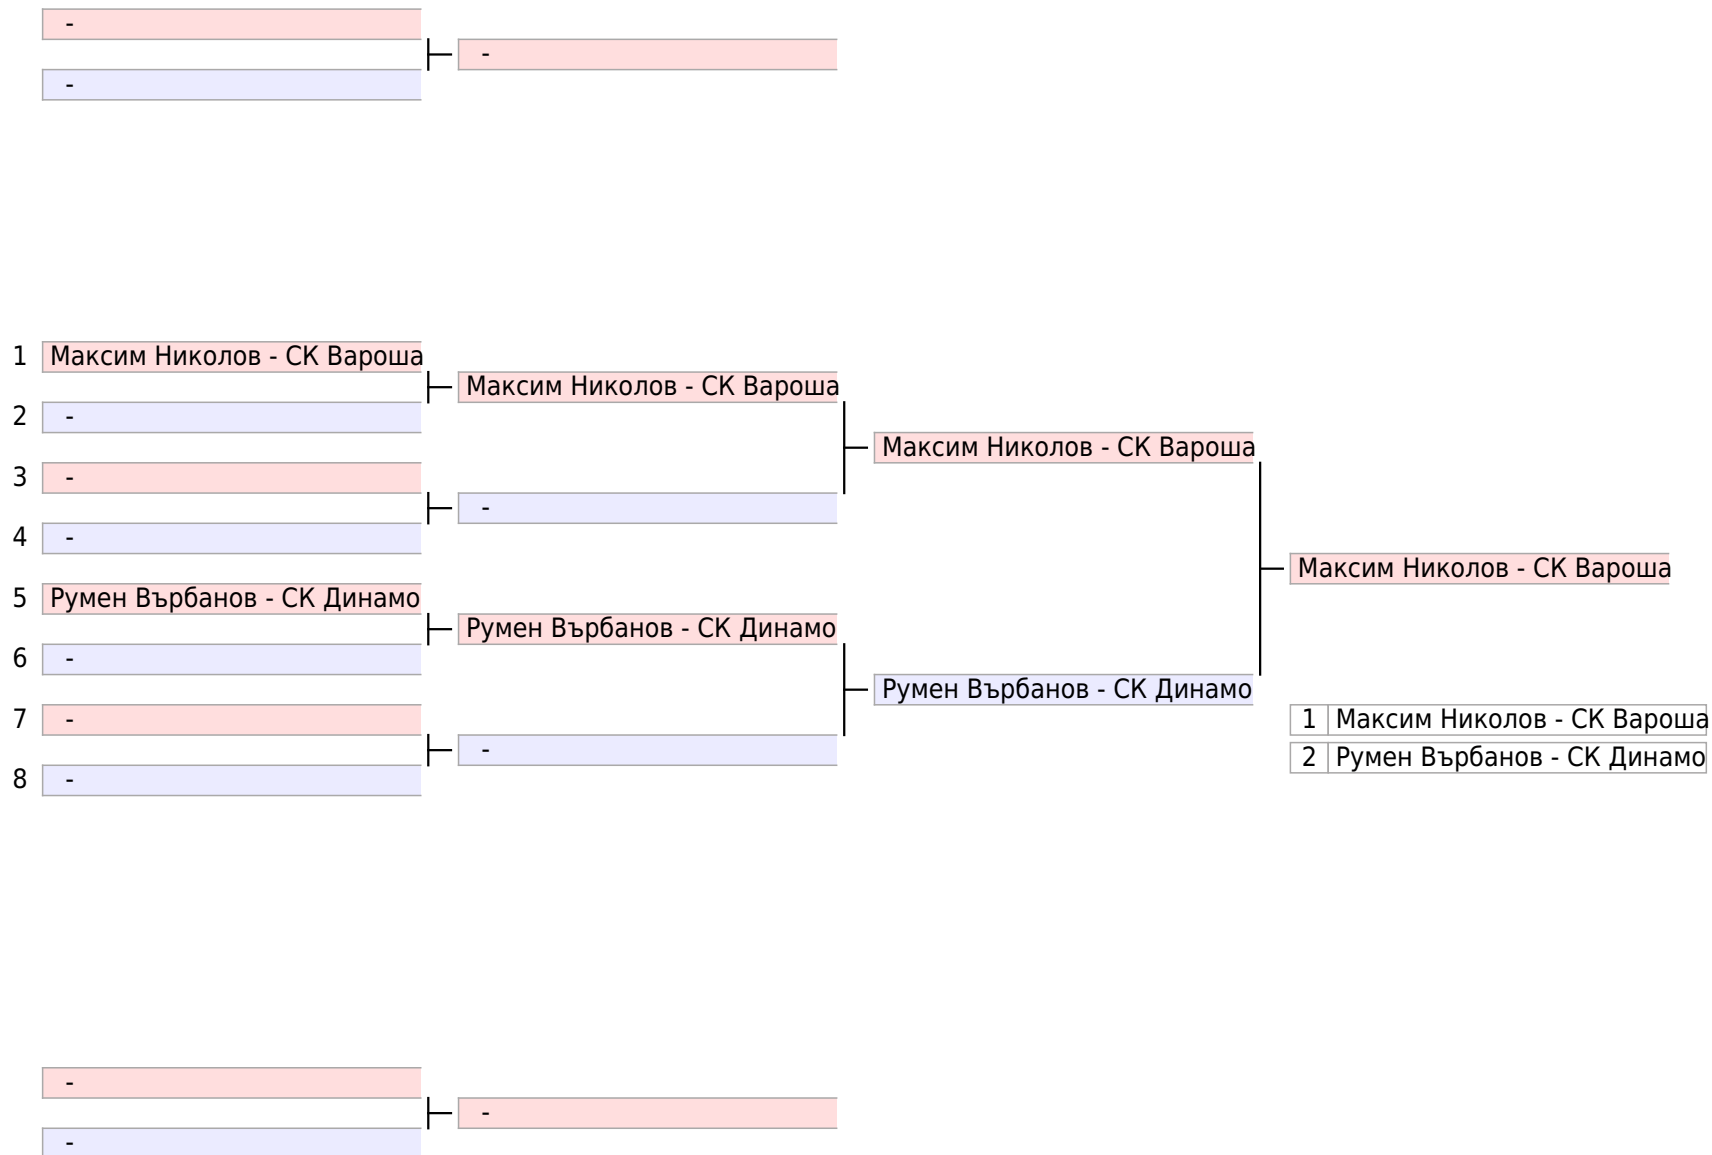 -
-
-
1 Максим Николов - СК Вароша
Максим Николов - СК Вароша
2 -
Максим Николов - СК Вароша
3 -
-
4 -
Максим Николов - СК Вароша
5 Румен Върбанов - СК Динамо
Румен Върбанов - СК Динамо
6 -
Румен Върбанов - СК Динамо
7 -
1 Максим Николов - СК Вароша
-
2 Румен Върбанов - СК Динамо
8 -
-
-
-